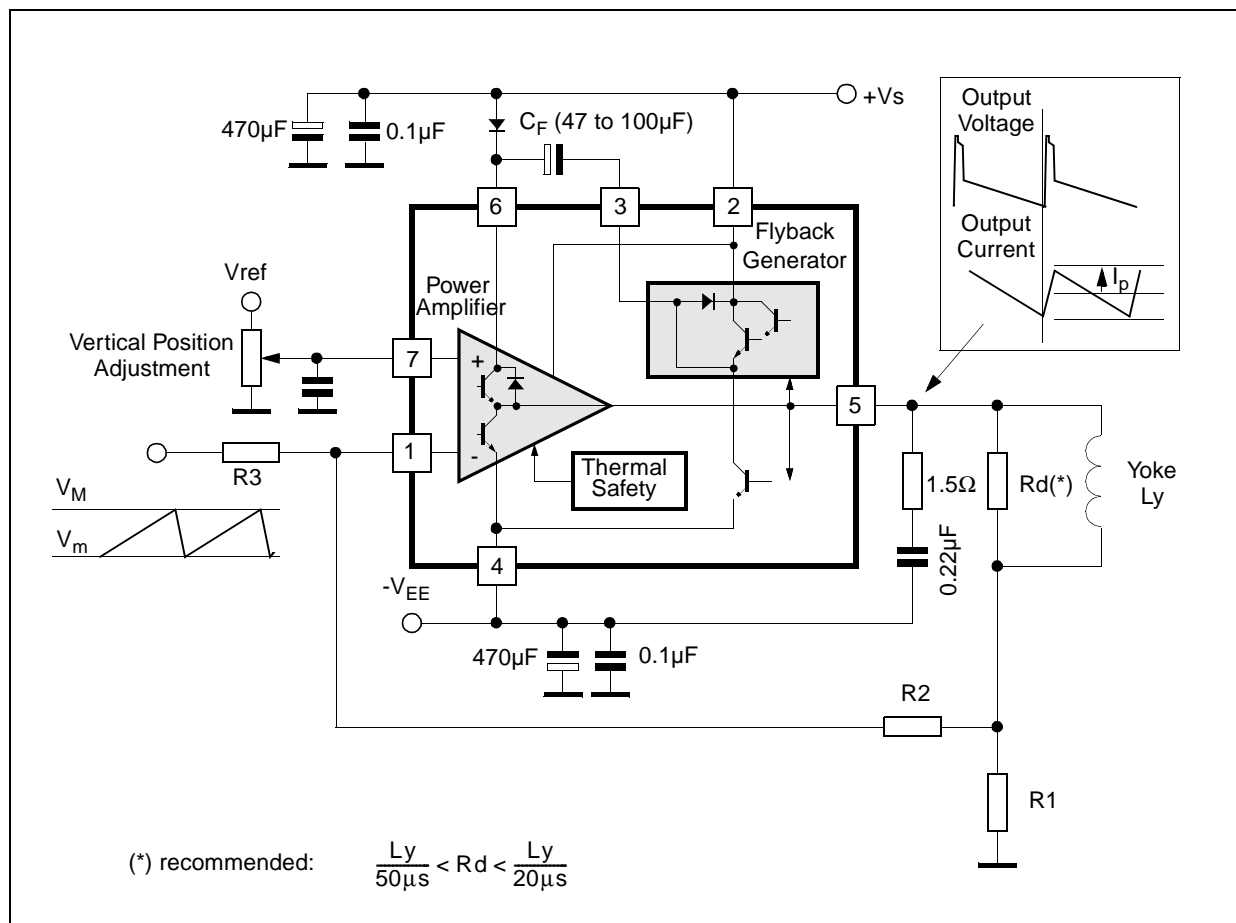 +Vs
470µF
0.1µF
C_F (47 to 100µF)
6
3
2
Output
Voltage
Output
Current
I_p
Flyback
Generator
Power
Amplifier
Vref
Vertical Position
Adjustment
7
+
1
-
5
R3
Thermal
Safety
V_M
V_m
1.5Ω
Rd(*)
Yoke
Ly
0.22µF
4
-V_EE
470µF
0.1µF
R2
R1
(*) recommended: Ly/50µs < Rd < Ly/20µs